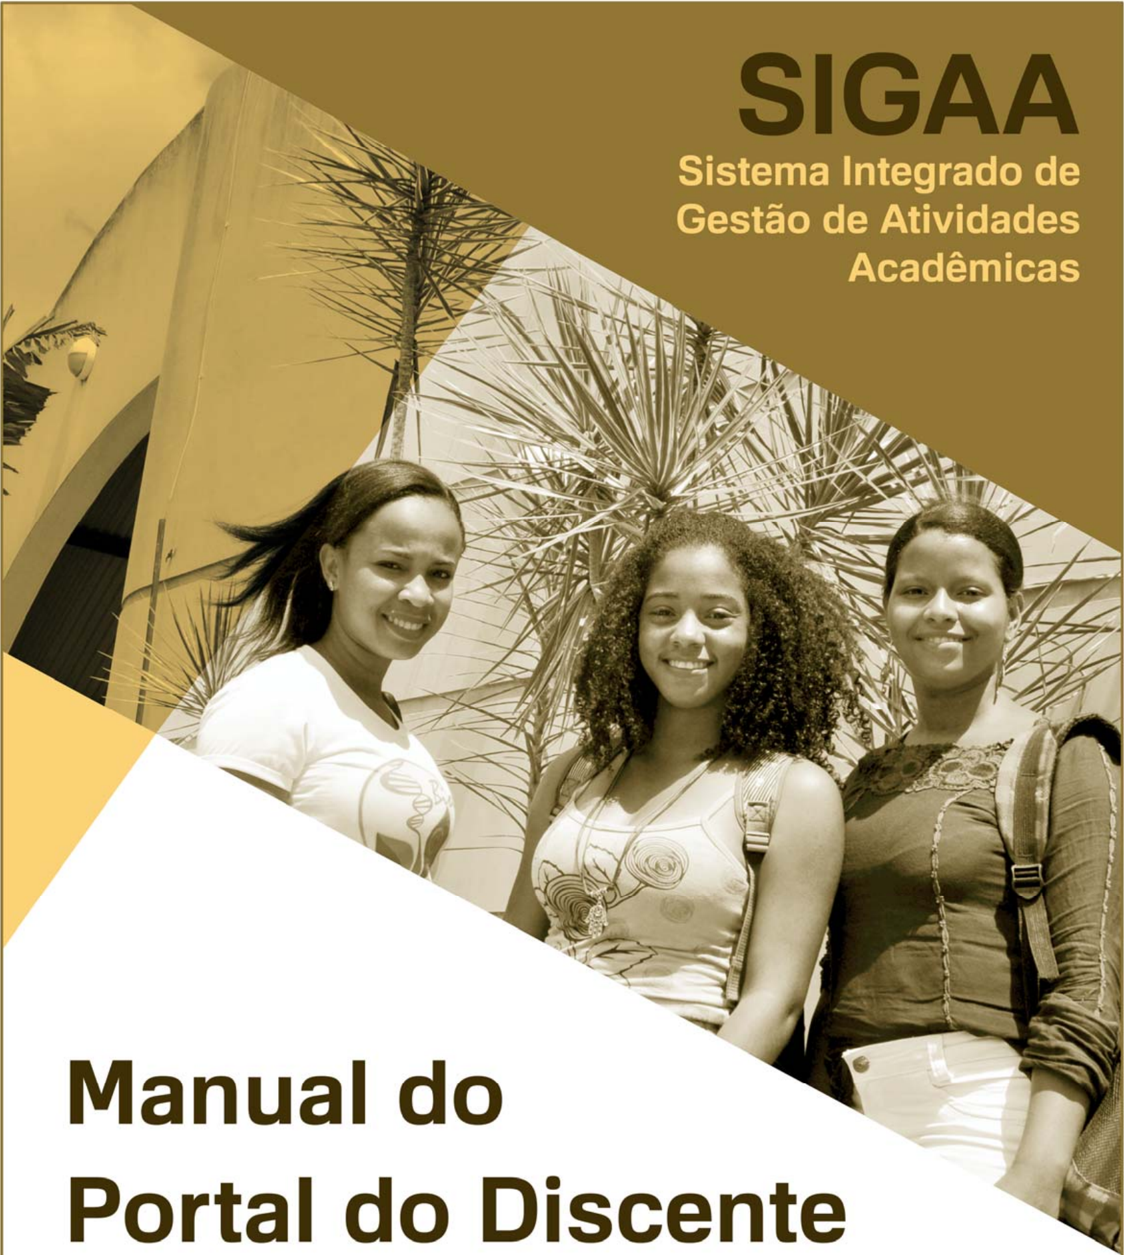 SIGAA
Sistema Integrado de
Gestão de Atividades
Acadêmicas
Manual do
Portal do Discente